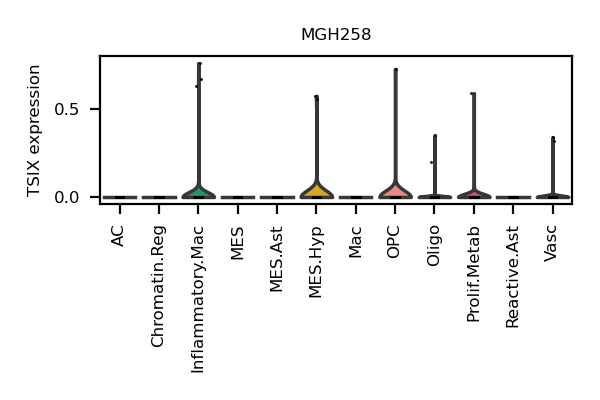 MGH258
TSIX expression
0.5
0.0
AC
Chromatin.Reg
Inflammatory.Mac
MES
MES.Ast
MES.Hyp
Mac
OPC
Oligo
Prolif.Metab
Reactive.Ast
Vasc